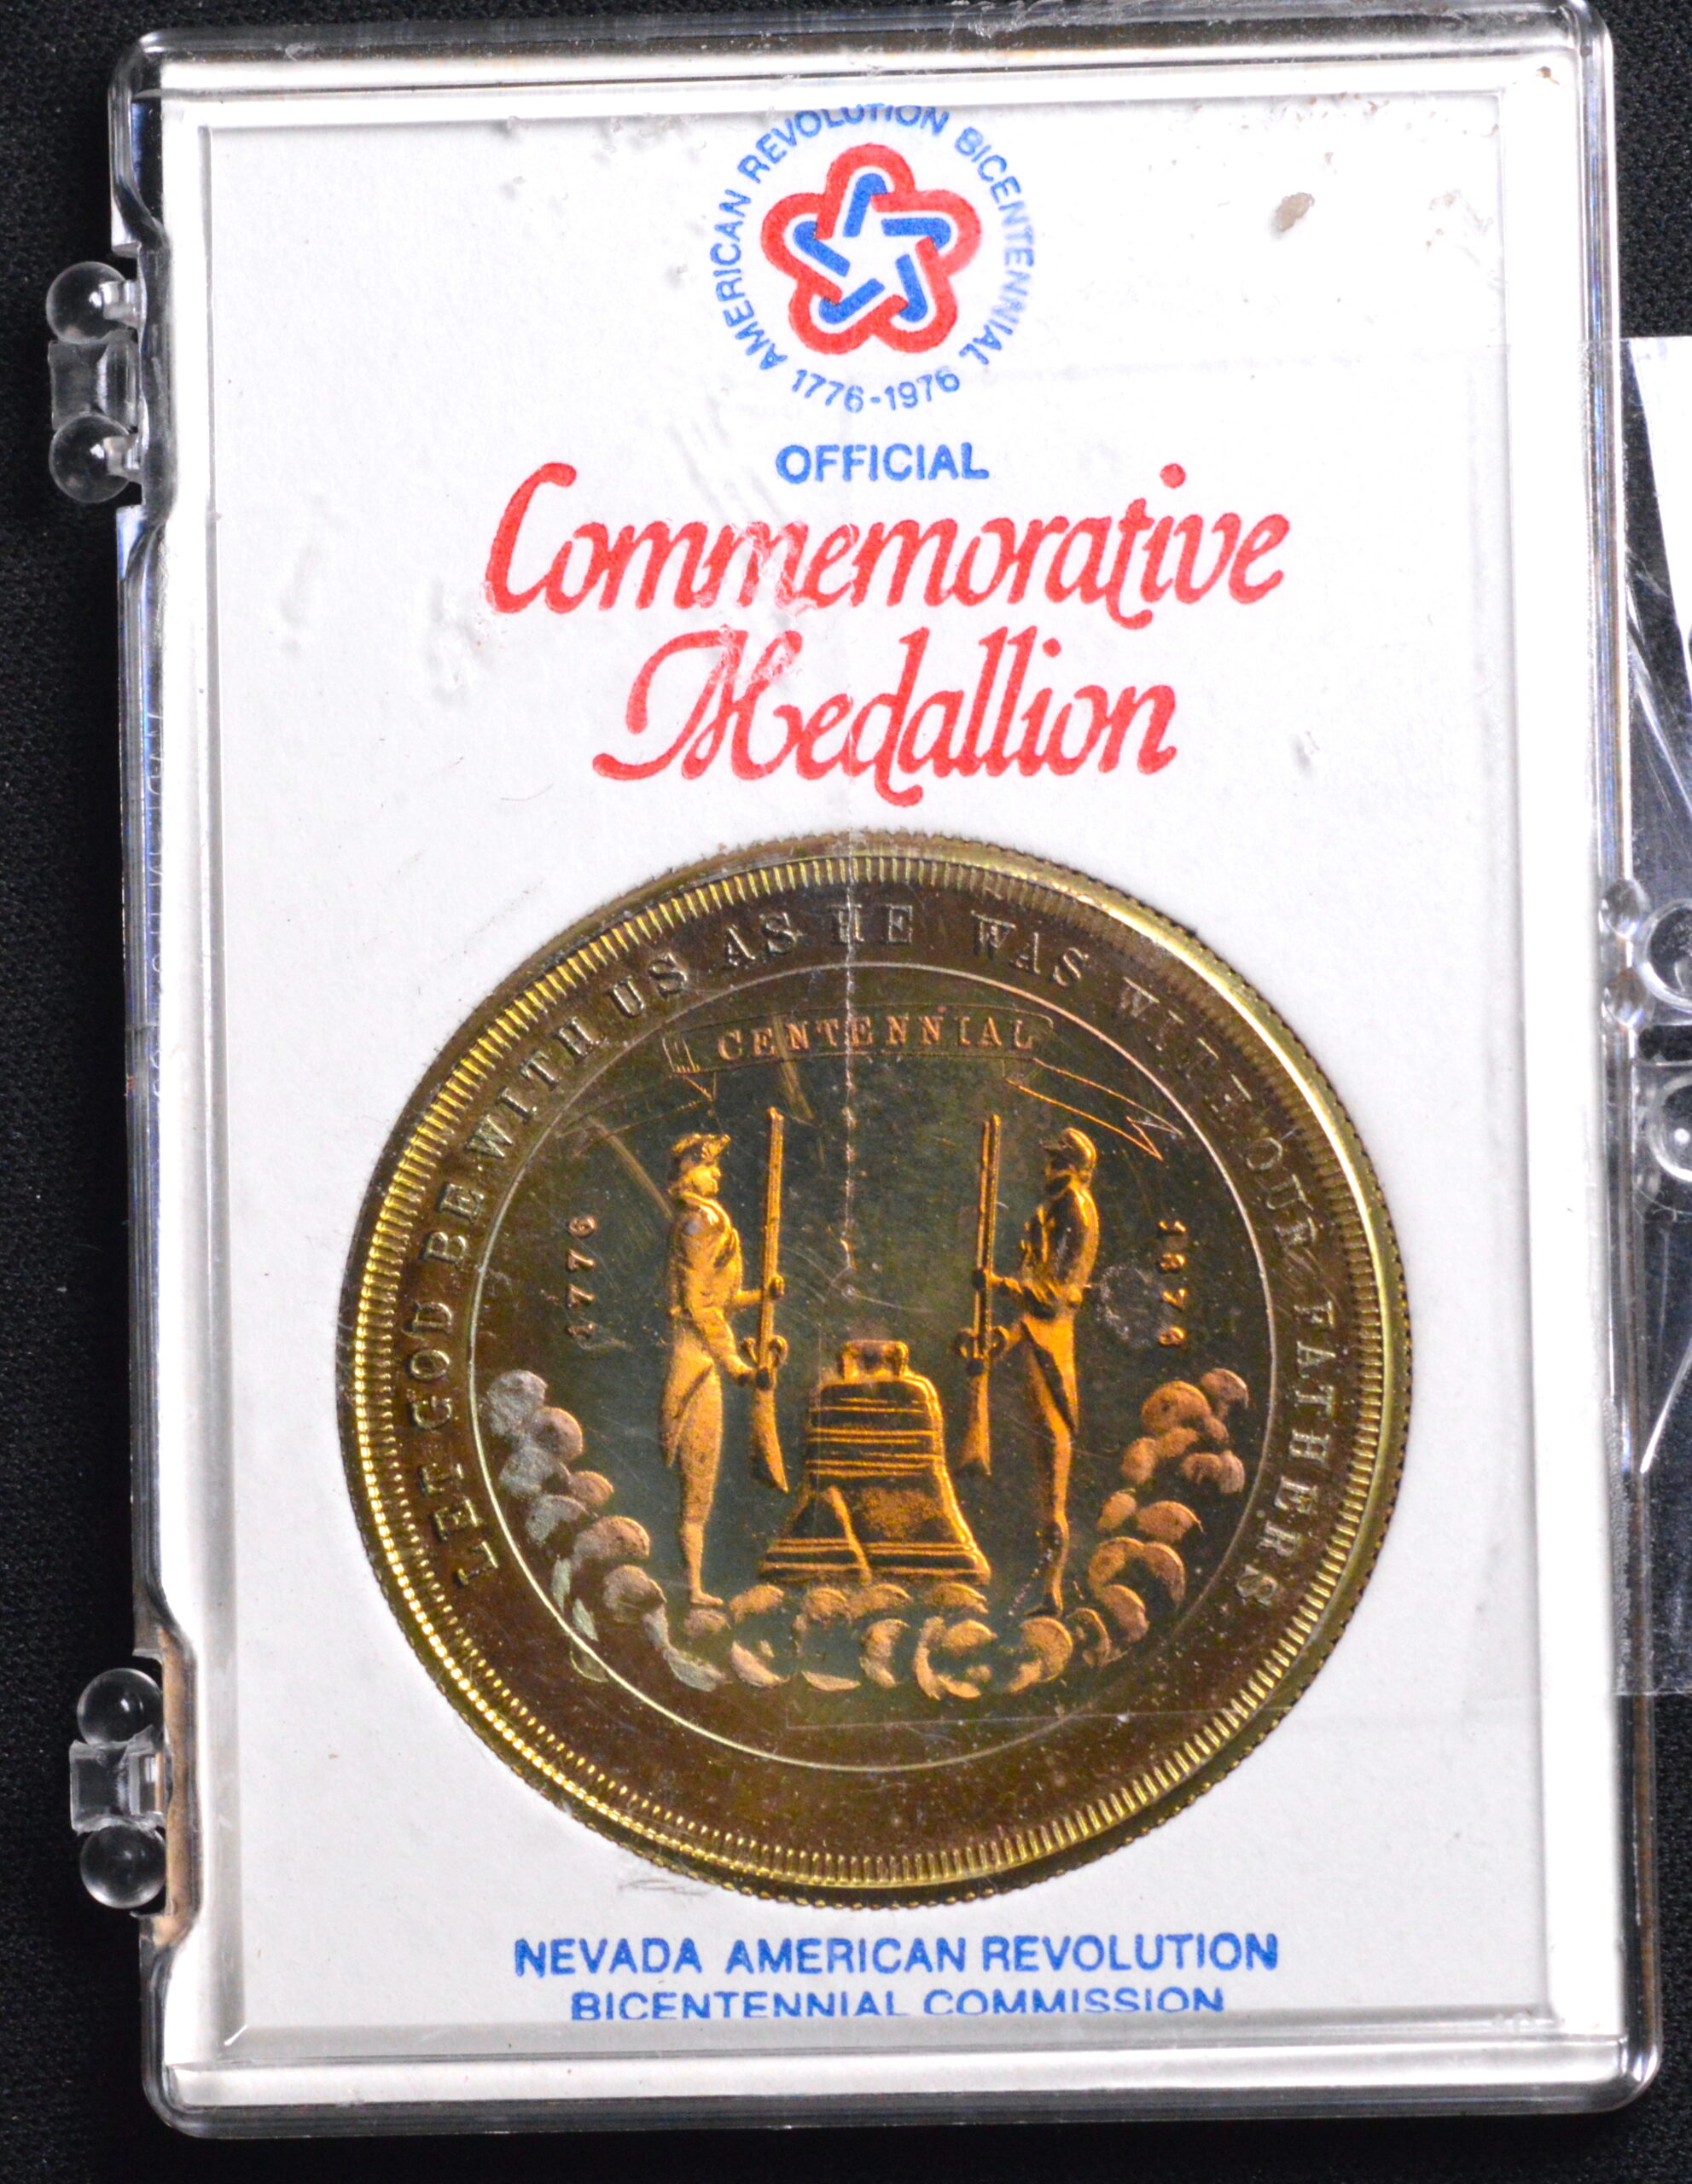 AMERICAN REVOLUTION BICENTENNIAL
1776-1976
OFFICIAL
Commemorative
Medallion
LET GOD BE WITH US AS HE WAS WITH OUR FATHERS
CENTENNIAL
1776
1876
NEVADA AMERICAN REVOLUTION
BICENTENNIAL COMMISSION